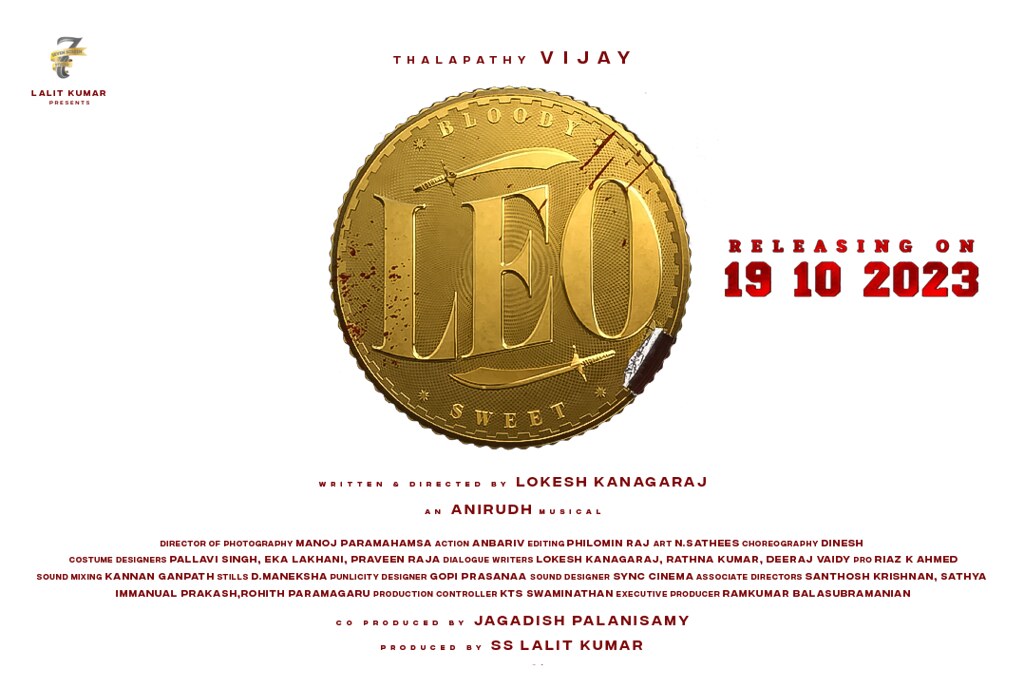 LALIT KUMAR
PRESENTS
THALAPATHY VIJAY
BLOODY
LEO
SWEET
RELEASING ON
19 10 2023
WRITTEN & DIRECTED BY LOKESH KANAGARAJ
AN ANIRUDH MUSICAL
DIRECTOR OF PHOTOGRAPHY MANOJ PARAMAHAMSA ACTION ANBARIV EDITING PHILOMIN RAJ ART N.SATHEES CHOREOGRAPHY DINESH
COSTUME DESIGNERS PALLAVI SINGH, EKA LAKHANI, PRAVEEN RAJA DIALOGUE WRITERS LOKESH KANAGARAJ, RATHNA KUMAR, DEERAJ VAIDY PRO RIAZ K AHMED
SOUND MIXING KANNAN GANPATH STILLS D.MANEKSHA PUNLICITY DESIGNER GOPI PRASANAA SOUND DESIGNER SYNC CINEMA ASSOCIATE DIRECTORS SANTHOSH KRISHNAN, SATHYA
IMMANUAL PRAKASH,ROHITH PARAMAGARU PRODUCTION CONTROLLER KTS SWAMINATHAN EXECUTIVE PRODUCER RAMKUMAR BALASUBRAMANIAN
CO PRODUCED BY JAGADISH PALANISAMY
PRODUCED BY SS LALIT KUMAR